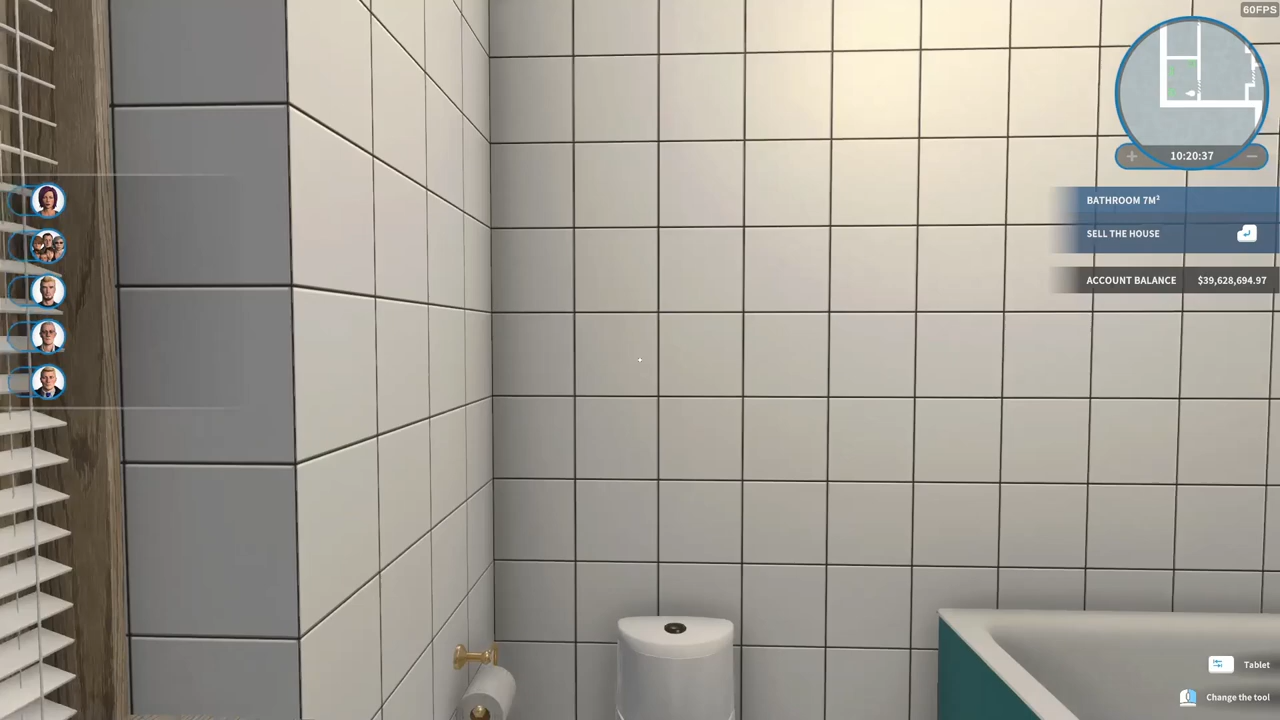 60FPS
10:20:37
BATHROOM 7M²
SELL THE HOUSE
ACCOUNT BALANCE $39,628,694.97
Tablet
Change the tool